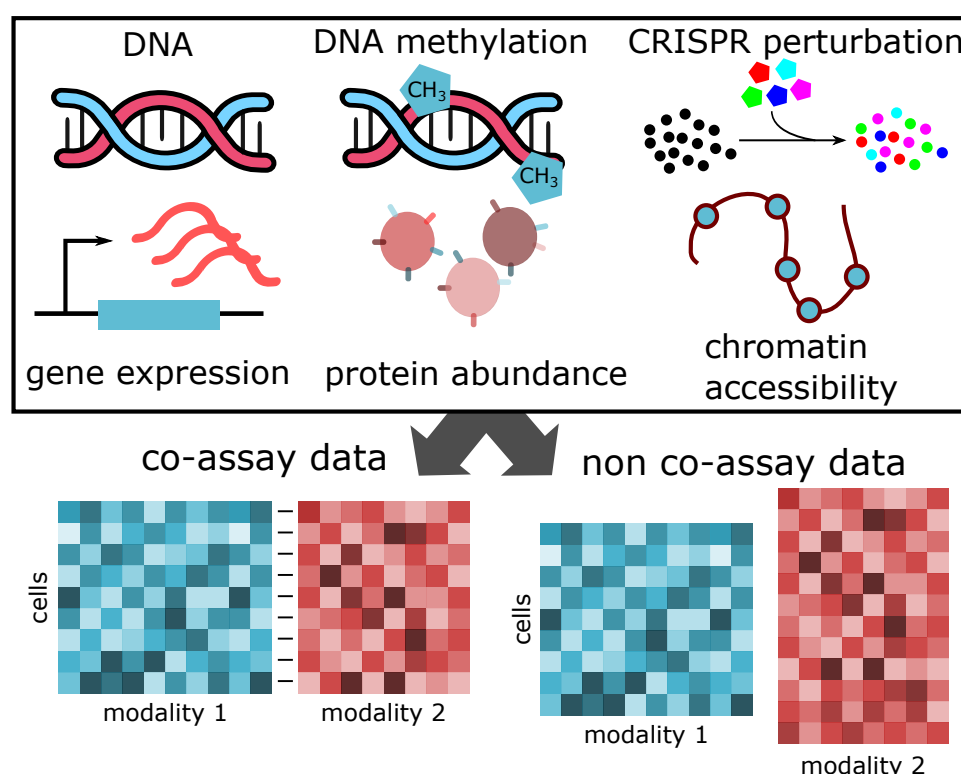 DNA
DNA methylation
CRISPR perturbation
CH3
CH3
gene expression
protein abundance
chromatin
accessibility
co-assay data
non co-assay data
cells
modality 1
modality 2
cells
modality 1
modality 2